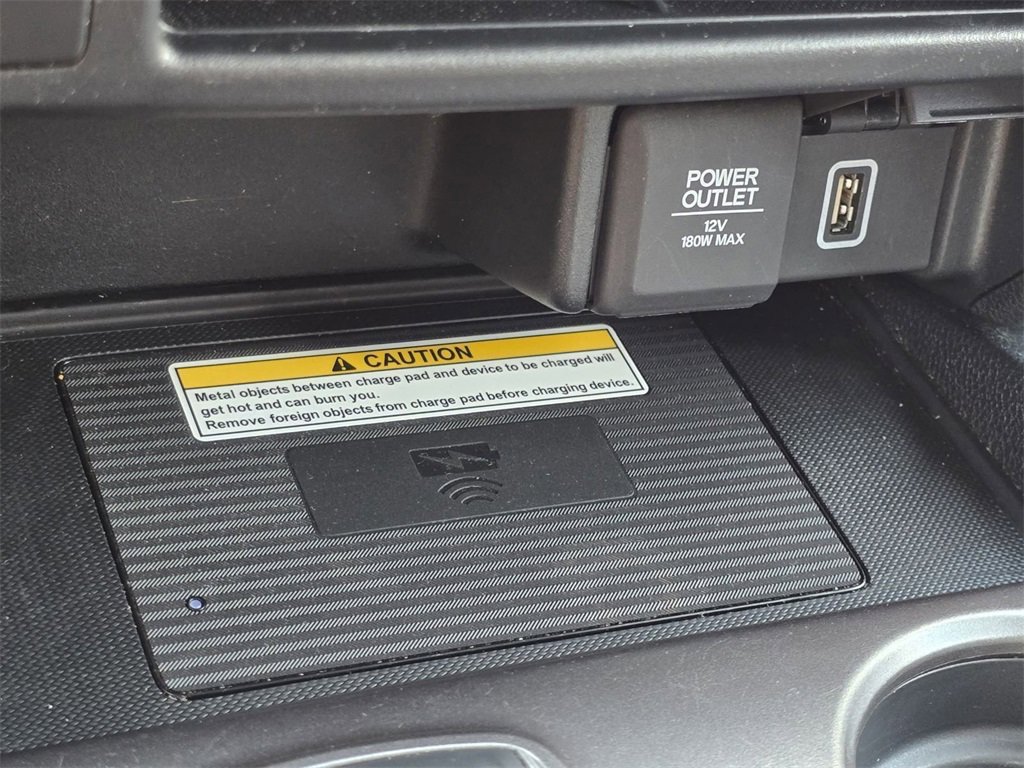 POWER
OUTLET
12V
180W MAX
CAUTION
Metal objects between charge pad and device to be charged will
get hot and can burn you.
Remove foreign objects from charge pad before charging device.